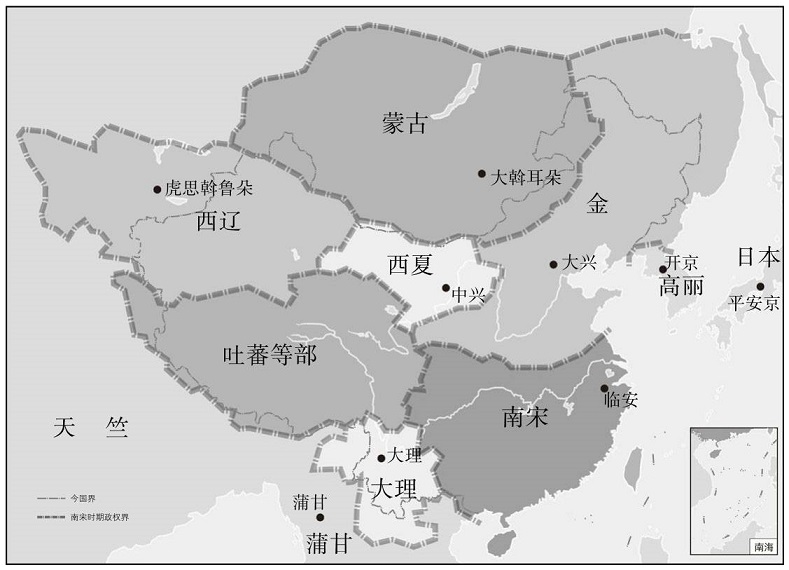 蒙古
大斡耳朵
虎思斡鲁朵
西辽
金
西夏
中兴
大兴
开京
高丽
日本
平安京
吐蕃等部
南宋
临安
天竺
大理
大理
蒲甘
蒲甘
今国界
南宋时期政权界
南海